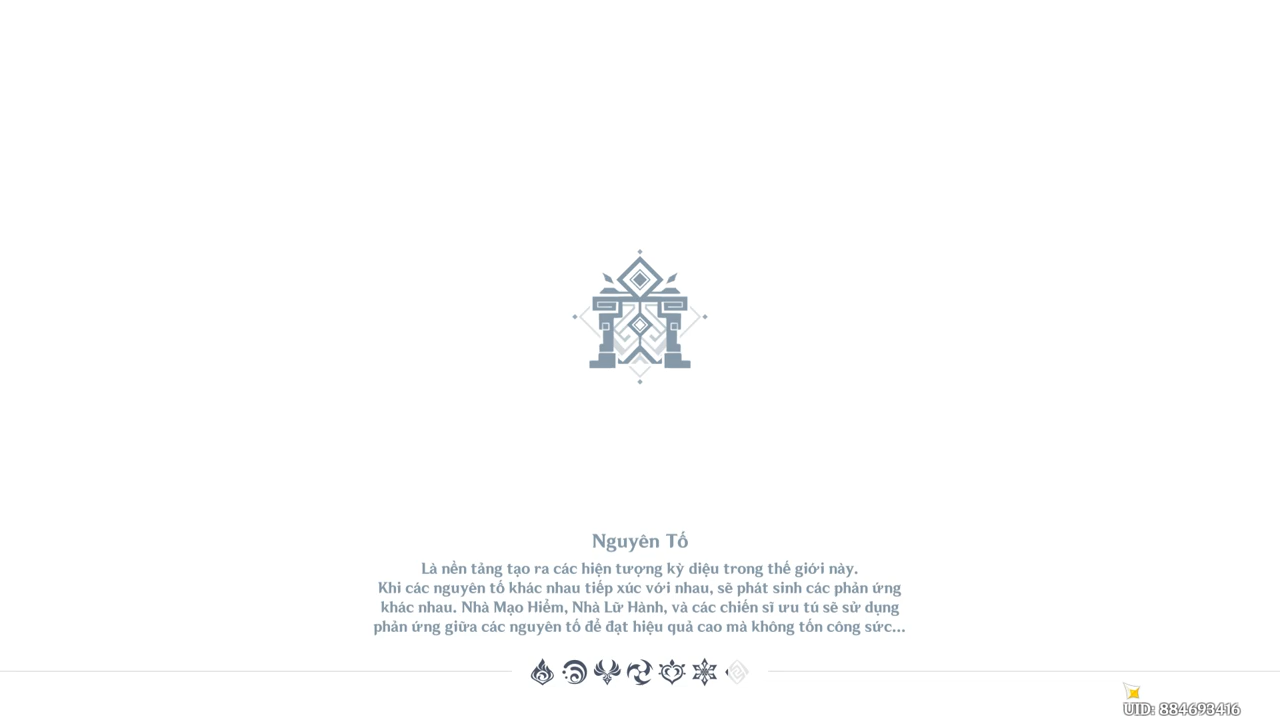 Nguyên Tố
Là nền tảng tạo ra các hiện tượng kỳ diệu trong thế giới này.
Khi các nguyên tố khác nhau tiếp xúc với nhau, sẽ phát sinh các phản ứng
khác nhau. Nhà Mạo Hiểm, Nhà Lữ Hành, và các chiến sĩ ưu tú sẽ sử dụng
phản ứng giữa các nguyên tố để đạt hiệu quả cao mà không tốn công sức...
UID: 884693416